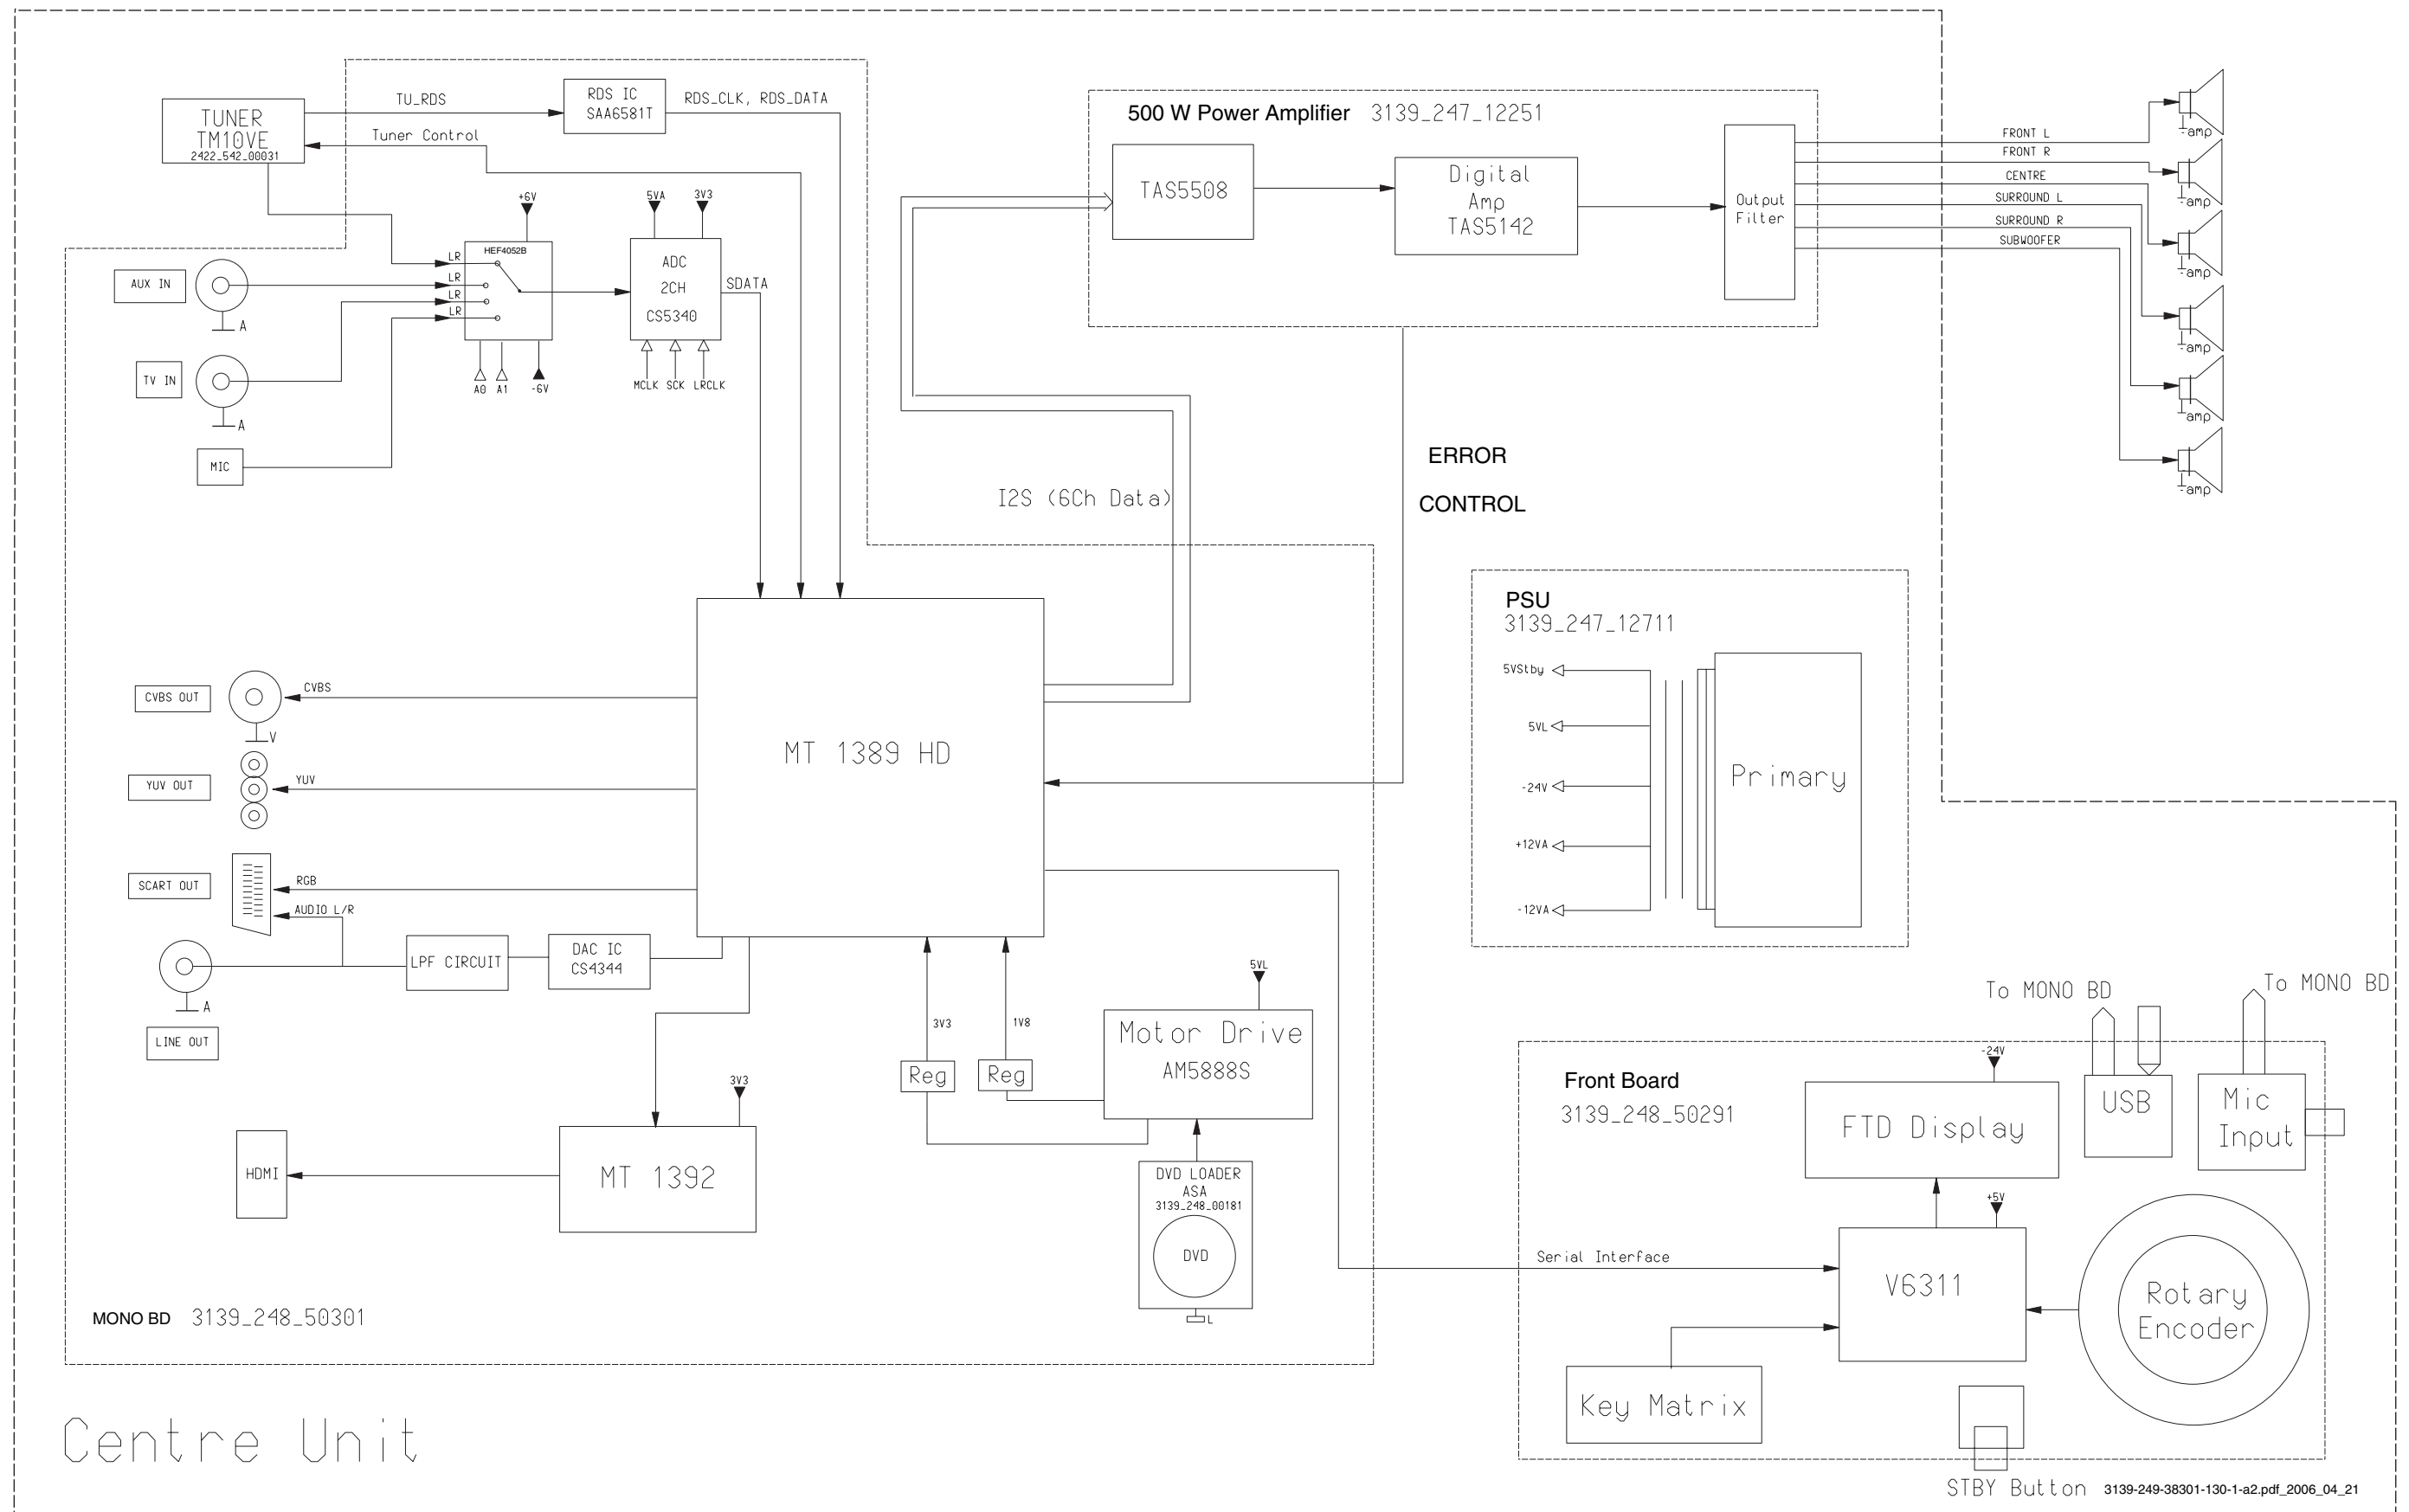 TUNER
TM10VE
2422_542_00031
TU_RDS
Tuner Control
RDS IC
SAA6581T
RDS_CLK, RDS_DATA
+6V
HEF4052B
LR
LR
LR
LR
A0
A1
-6V
5VA
3V3
ADC
2CH
CS5340
SDATA
MCLK
SCK
LRCLK
AUX IN
A
TV IN
A
MIC
500 W Power Amplifier 3139_247_12251
TAS5508
Digital
Amp
TAS5142
Output
Filter
FRONT L
FRONT R
CENTRE
SURROUND L
SURROUND R
SUBWOOFER
amp
amp
amp
amp
amp
amp
I2S (6Ch Data)
ERROR
CONTROL
MT 1389 HD
CVBS OUT
CVBS
V
YUV OUT
YUV
SCART OUT
RGB
AUDIO L/R
LPF CIRCUIT
DAC IC
CS4344
A
LINE OUT
PSU
3139_247_12711
5VStby
5VL
-24V
+12VA
-12VA
Primary
3V3
1V8
Reg
Reg
5VL
Motor Drive
AM5888S
DVD LOADER
ASA
3139_248_00181
DVD
L
3V3
MT 1392
HDMI
MONO BD 3139_248_50301
To MONO BD
To MONO BD
Front Board
3139_248_50291
-24V
FTD Display
USB
Mic
Input
+5V
V6311
Serial Interface
Rotary
Encoder
Key Matrix
STBY Button
3139-249-38301-130-1-a2.pdf_2006_04_21
Centre Unit